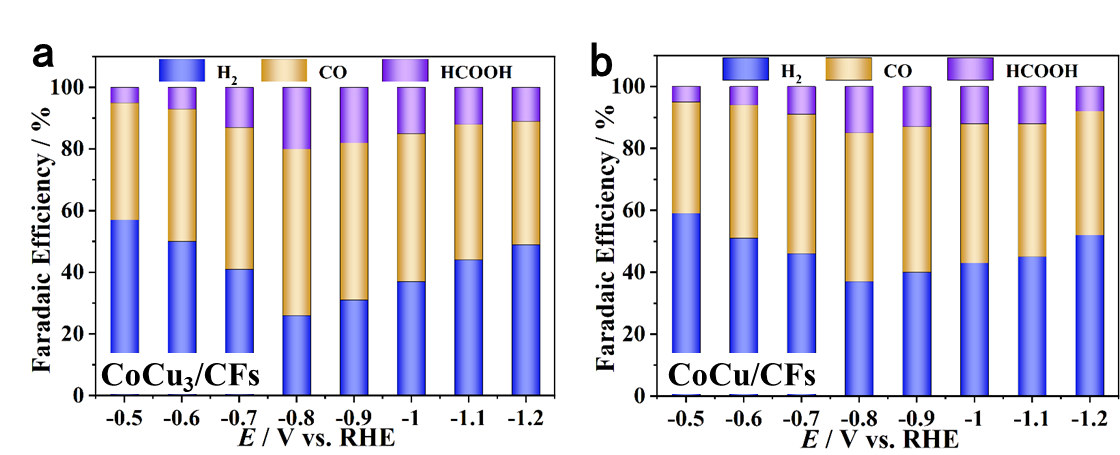 a
H2 CO HCOOH
Faradaic Efficiency / %
100
80
60
40
20
0
CoCu3/CFs
-0.5 -0.6 -0.7 -0.8 -0.9 -1 -1.1 -1.2
E / V vs. RHE
b
H2 CO HCOOH
Faradaic Efficiency / %
100
80
60
40
20
0
CoCu/CFs
-0.5 -0.6 -0.7 -0.8 -0.9 -1 -1.1 -1.2
E / V vs. RHE